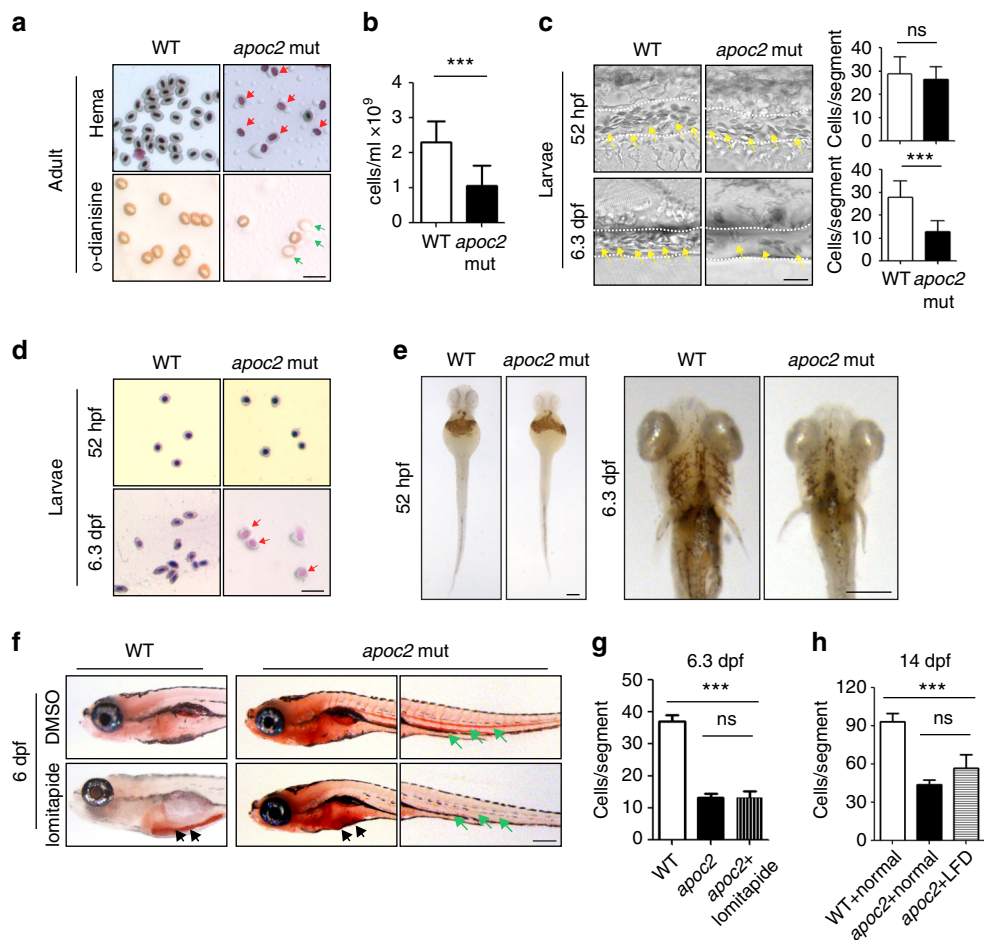 a
WT
apoc2 mut
Adult
Hema
o-dianisine
b
***
cells/ml ×10⁹
4
3
2
1
0
WT
apoc2
mut
c
WT
apoc2 mut
Larvae
52 hpf
6.3 dpf
ns
Cells/segment
40
30
20
10
0
***
Cells/segment
40
30
20
10
0
WT
apoc2
mut
d
WT
apoc2 mut
Larvae
52 hpf
6.3 dpf
e
WT
apoc2 mut
52 hpf
WT
apoc2 mut
6.3 dpf
f
WT
apoc2 mut
6 dpf
DMSO
lomitapide
g
6.3 dpf
***
ns
Cells/segment
50
40
30
20
10
0
WT
apoc2
apoc2+
lomitapide
h
14 dpf
***
ns
Cells/segment
120
90
60
30
0
WT+normal
apoc2+normal
apoc2+LFD